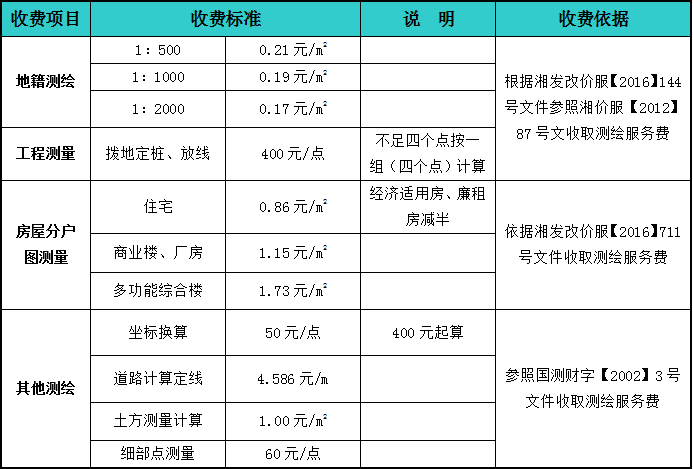 收费项目 收费标准 说 明 收费依据
地籍测绘
1：500 0.21 元/㎡
1：1000 0.19 元/㎡
1：2000 0.17 元/㎡
根据湘发改价服【2016】144
号文件参照湘价服【2012】
87 号文收取测绘服务费
工程测量 拨地定桩、放线 400 元/点
不足四个点按一
组（四个点）计算
房屋分户
图测量
住宅 0.86 元/㎡
经济适用房、廉租
房减半
商业楼、厂房 1.15 元/㎡
多功能综合楼 1.73 元/㎡
依据湘发改价服【2016】711
号文件收取测绘服务费
其他测绘
坐标换算 50 元/点 400 元起算
道路计算定线 4.586 元/m
土方测量计算 1.00 元/㎡
细部点测量 60 元/点
参照国测财字【2002】3 号
文件收取测绘服务费